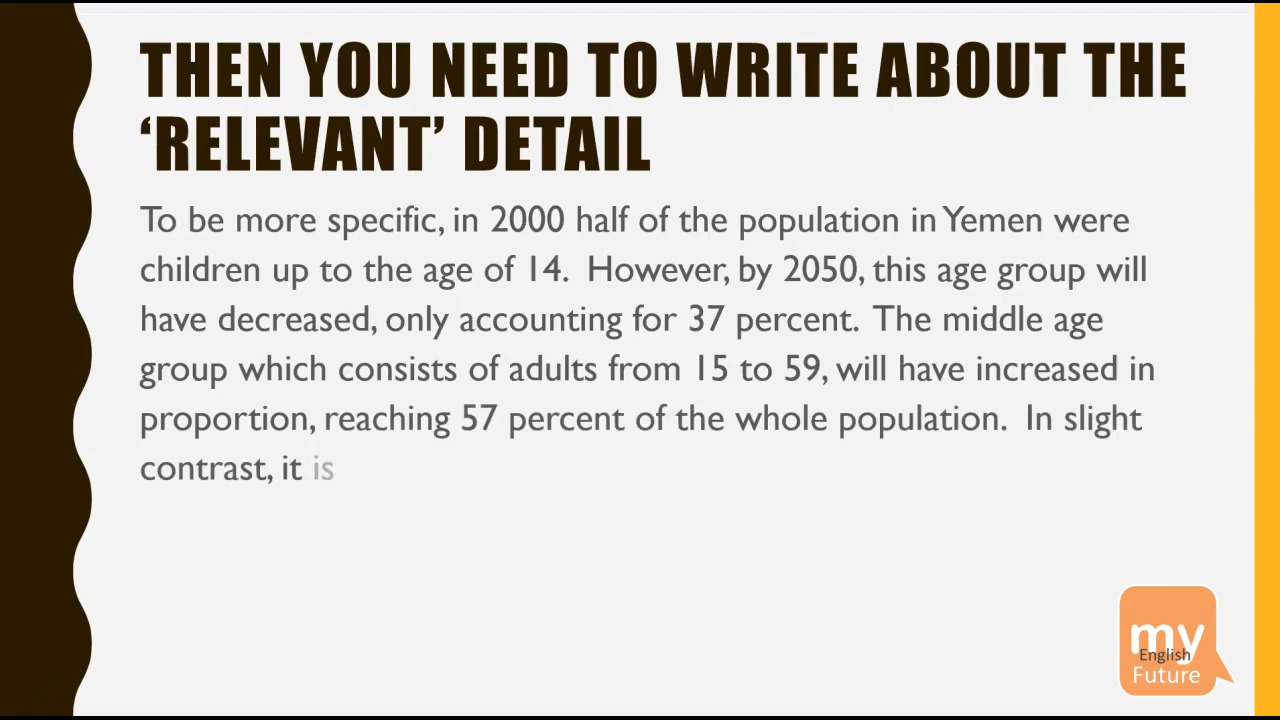 THEN YOU NEED TO WRITE ABOUT THE
‘RELEVANT’ DETAIL
To be more specific, in 2000 half of the population in Yemen were
children up to the age of 14.  However, by 2050, this age group will
have decreased, only accounting for 37 percent.  The middle age
group which consists of adults from 15 to 59, will have increased in
proportion, reaching 57 percent of the whole population.  In slight
contrast, it is
my
English
Future